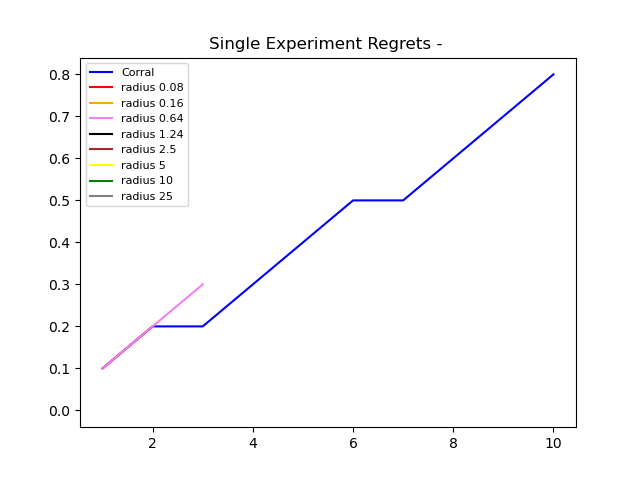 Single Experiment Regrets -
Corral
radius 0.08
radius 0.16
radius 0.64
radius 1.24
radius 2.5
radius 5
radius 10
radius 25
0.8
0.7
0.6
0.5
0.4
0.3
0.2
0.1
0.0
2 4 6 8 10